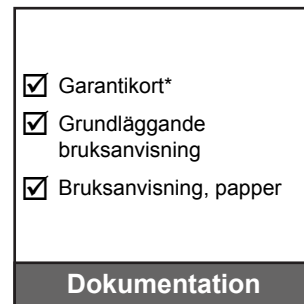 ☑ Garantikort*
☑ Grundläggande
bruksanvisning
☑ Bruksanvisning, papper
Dokumentation